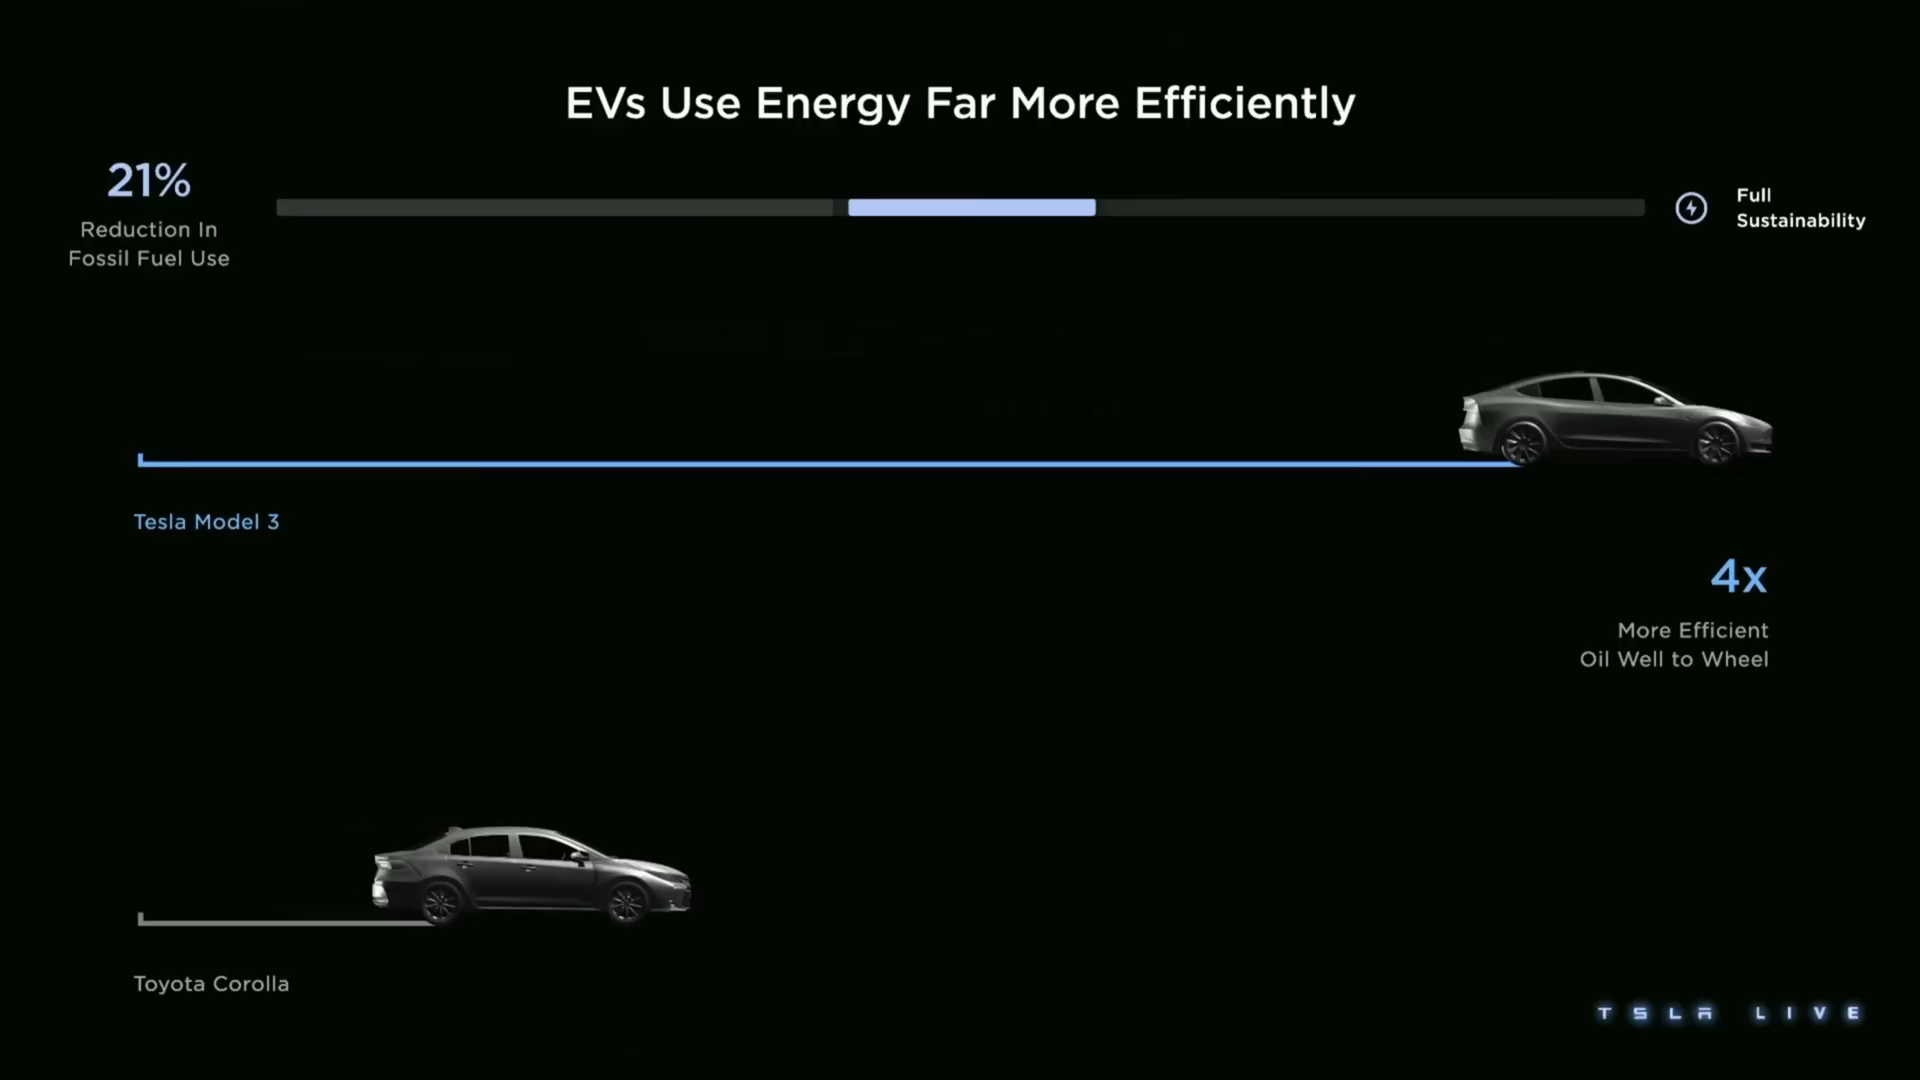 EVs Use Energy Far More Efficiently
21%
Reduction In
Fossil Fuel Use
Full
Sustainability
Tesla Model 3
4x
More Efficient
Oil Well to Wheel
Toyota Corolla
TSLA LIVE